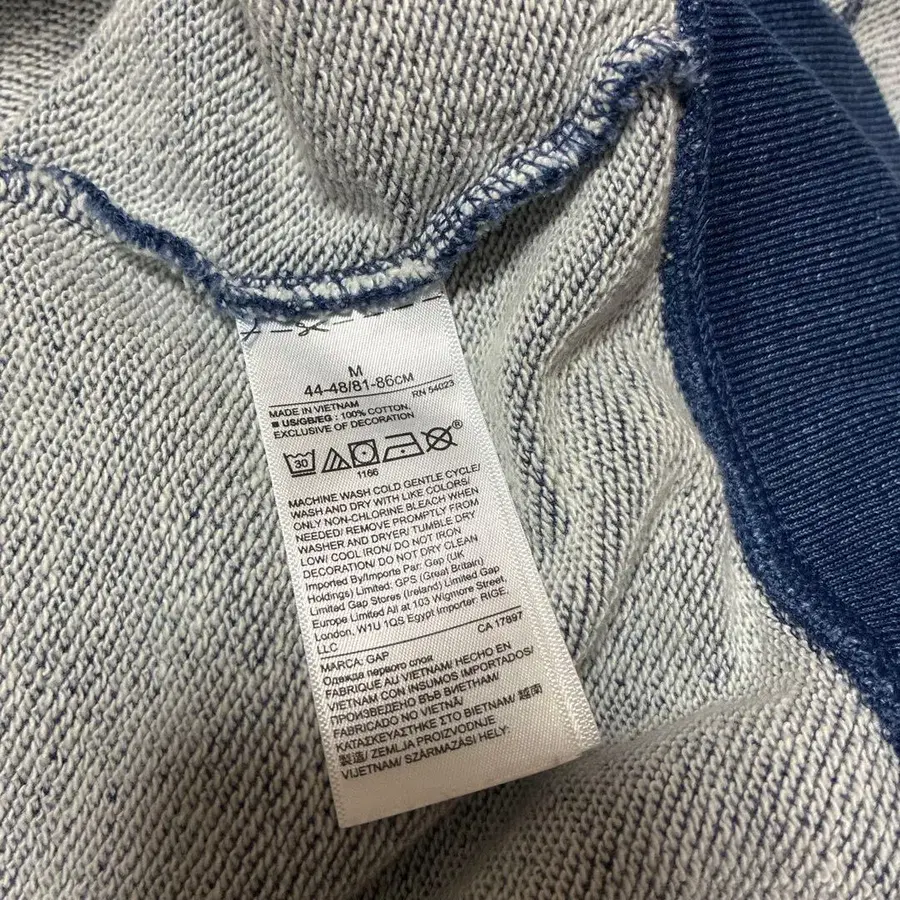 M
44-48/81-86CM
MADE IN VIETNAM
RN 54023
■ US/GB/EG : 100% COTTON,
EXCLUSIVE OF DECORATION
30
®
1166
MACHINE WASH COLD GENTLE CYCLE/
WASH AND DRY WITH LIKE COLORS/
ONLY NON-CHLORINE BLEACH WHEN
NEEDED/ REMOVE PROMPTLY FROM
WASHER AND DRYER/ TUMBLE DRY
LOW/ COOL IRON/ DO NOT IRON
DECORATION/ DO NOT DRY CLEAN
Imported By/Importe Par: Gap (UK
Holdings) Limited: GPS (Great Britain)
Limited Gap Stores (Ireland) Limited Gap
Europe Limited All at 103 Wigmore Street,
London, W1U 1QS Egypt Importer: RIGE.
LLC
CA 17897
MARCA: GAP
Одежда первого слоя
FABRIQUÉ AU VIETNAM/ HECHO EN
VIETNAM CON INSUMOS IMPORTADOS/
ПРОИЗВЕДЕНО ВЪВ ВИЕТНАМ/
FABRICADO NO VIETNÃ/
ΚΑΤΑΣΚΕΥΑΣΤΗΚΕ ΣΤΟ ΒΙΕΤΝΑΜ/ 越南
製造/ ZEMLJA PROIZVODNJE
VIJETNAM/ SZÁRMAZÁSI HELY: